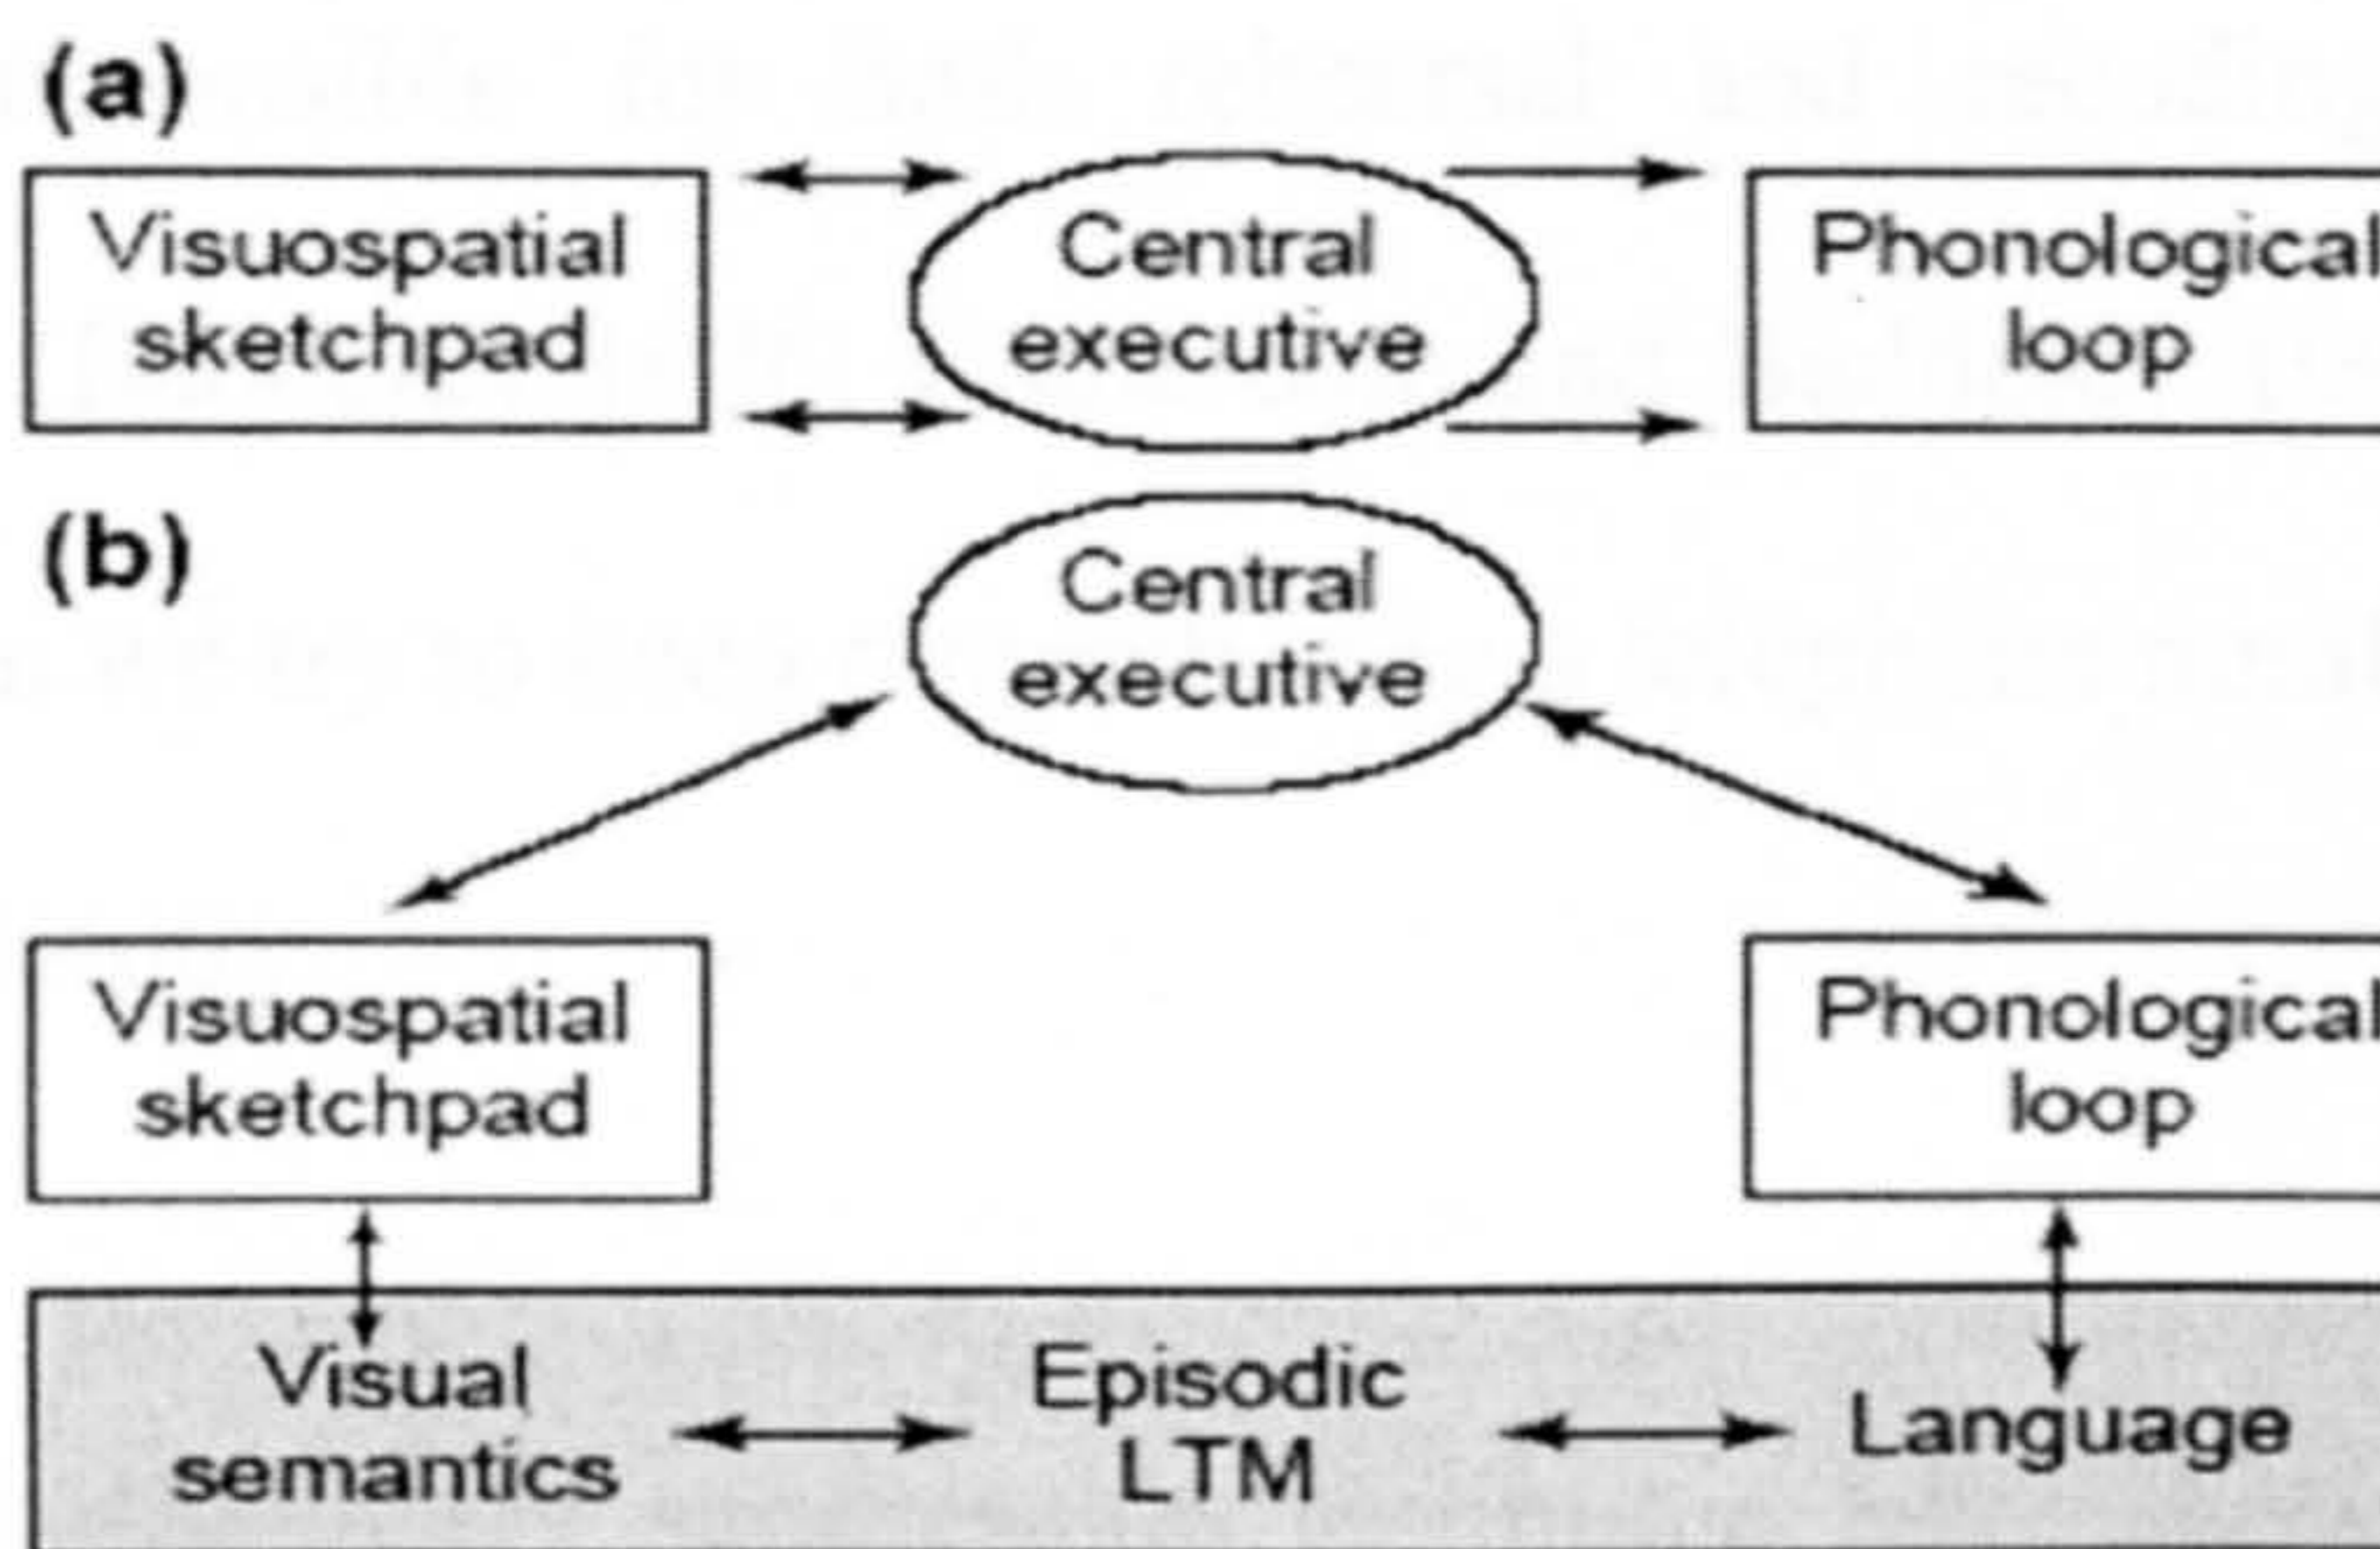 (a)
Visuospatial
sketchpad
Central
executive
Phonological
loop
(b)
Central
executive
Visuospatial
sketchpad
Phonological
loop
Visual
semantics
Episodic
LTM
Language